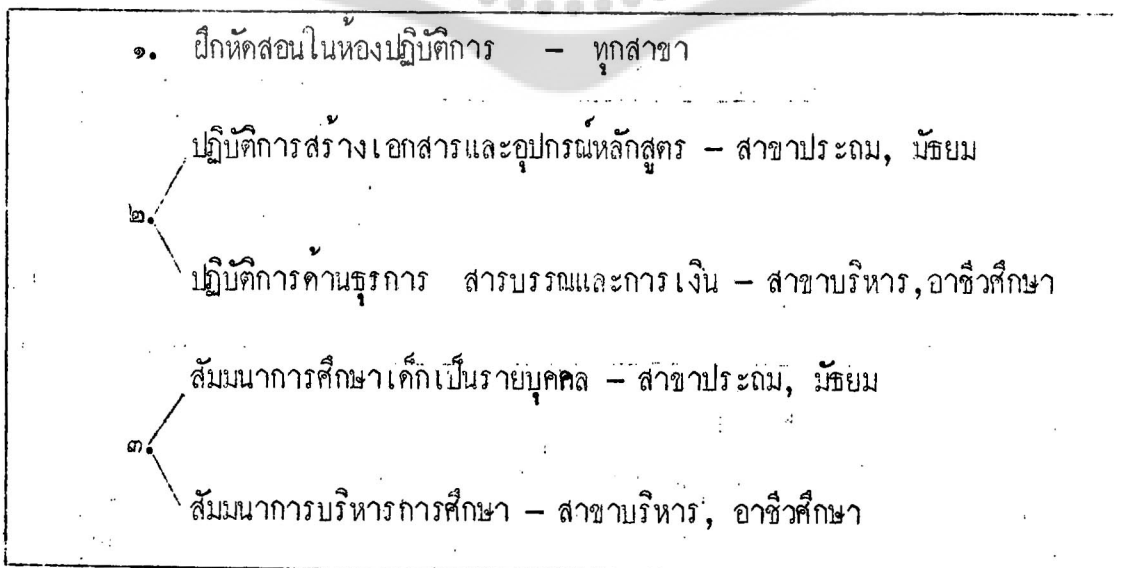 ๑. ฝึกหัดสอนในห้องปฏิบัติการ – ทุกสาขา
ปฏิบัติการสร้างเอกสารและอุปกรณ์หลักสูตร – สาขาประถม, มัธยม
๒.
ปฏิบัติการด้านธุรการ สารบรรณและการเงิน – สาขาบริหาร,อาชีวศึกษา
สัมมนาการศึกษาเด็กเป็นรายบุคคล – สาขาประถม, มัธยม
๓.
สัมมนาการบริหารการศึกษา – สาขาบริหาร, อาชีวศึกษา